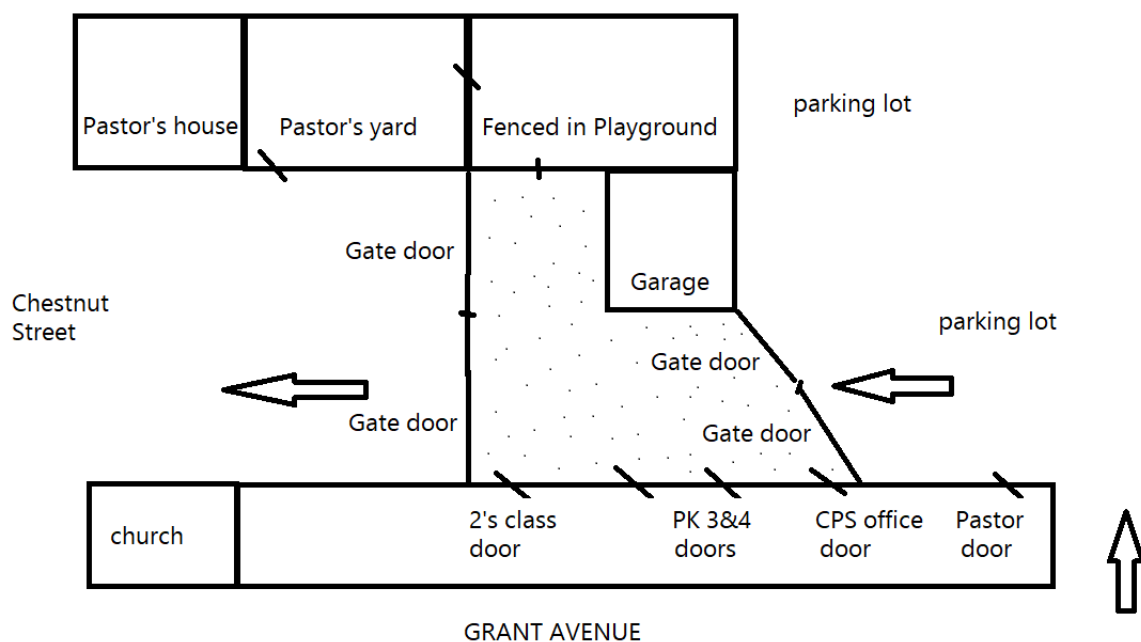 parking lot
Pastor's house
Pastor's yard
Fenced in Playground
Gate door
Garage
Chestnut
Street
parking lot
Gate door
Gate door
Gate door
church
2's class
door
PK 3&4
doors
CPS office
door
Pastor
door
GRANT AVENUE